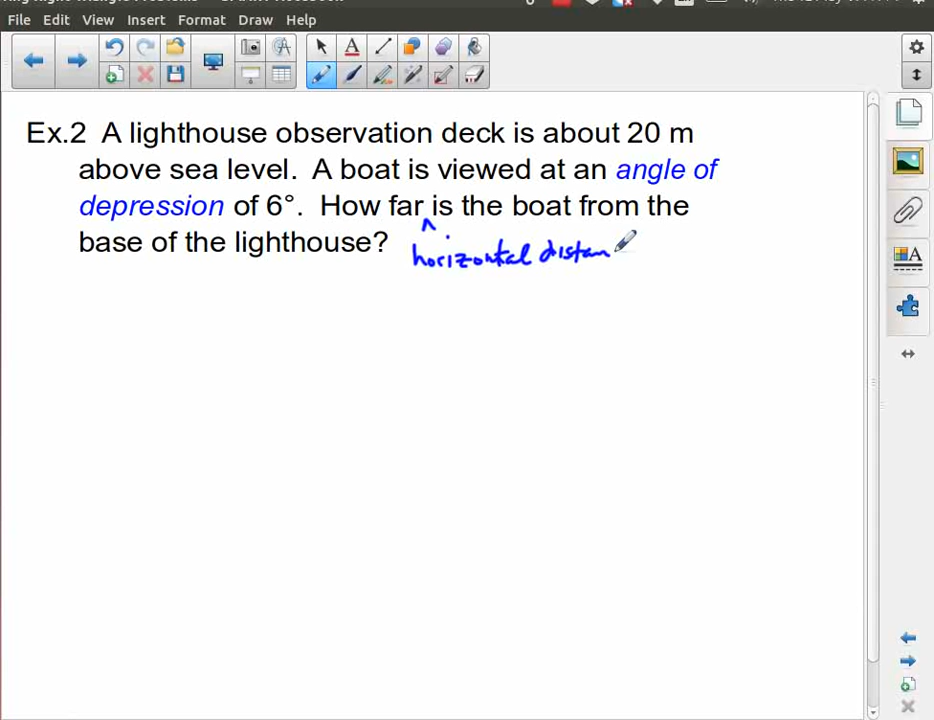 File Edit View Insert Format Draw Help
Ex.2 A lighthouse observation deck is about 20 m
above sea level. A boat is viewed at an angle of
depression of 6°. How far is the boat from the
base of the lighthouse?
^
horizontal distan